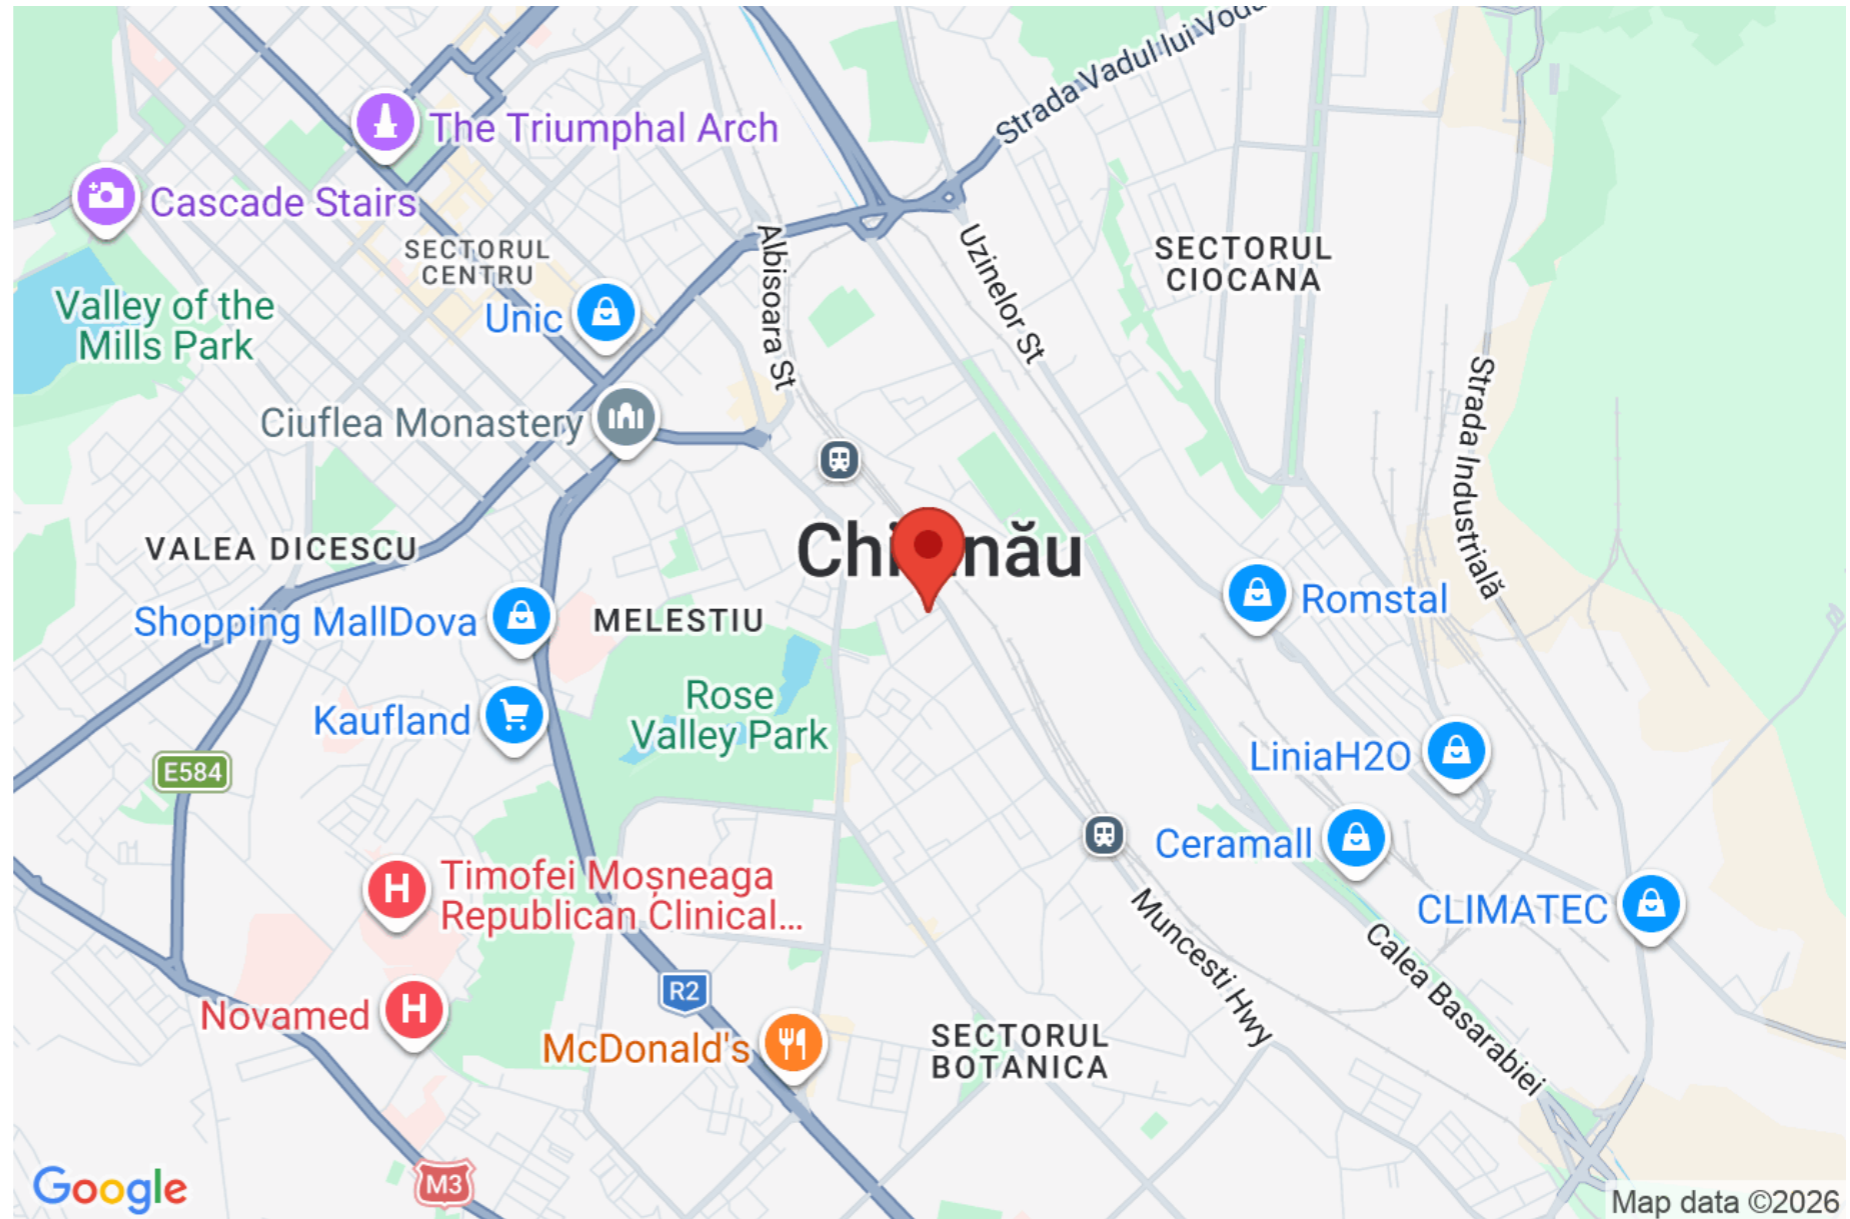 Strada Vadul lui Vodă
The Triumphal Arch
Cascade Stairs
SECTORUL
CENTRU
Albisoara St
Uzinelor St
SECTORUL
CIOCANA
Valley of the
Mills Park
Unic
Strada Industrială
Ciuflea Monastery
VALEA DICESCU
Shopping MallDova
MELESTIU
Romstal
Rose
Valley Park
Kaufland
E584
LiniaH2O
Ceramall
Timofei Moșneaga
Republican Clinical...
CLIMATEC
Muncesti Hwy
Calea Basarabiei
R2
Novamed
McDonald's
SECTORUL
BOTANICA
M3
Google
Map data ©2026